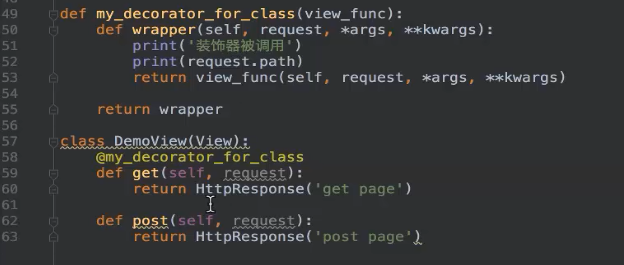 49 def my_decorator_for_class(view_func):
50     def wrapper(self, request, *args, **kwargs):
51         print('装饰器被调用')
52         print(request.path)
53         return view_func(self, request, *args, **kwargs)
54
55     return wrapper
56
57 class DemoView(View):
58     @my_decorator_for_class
59     def get(self, request):
60         return HttpResponse('get page')
61
62     def post(self, request):
63         return HttpResponse('post page')